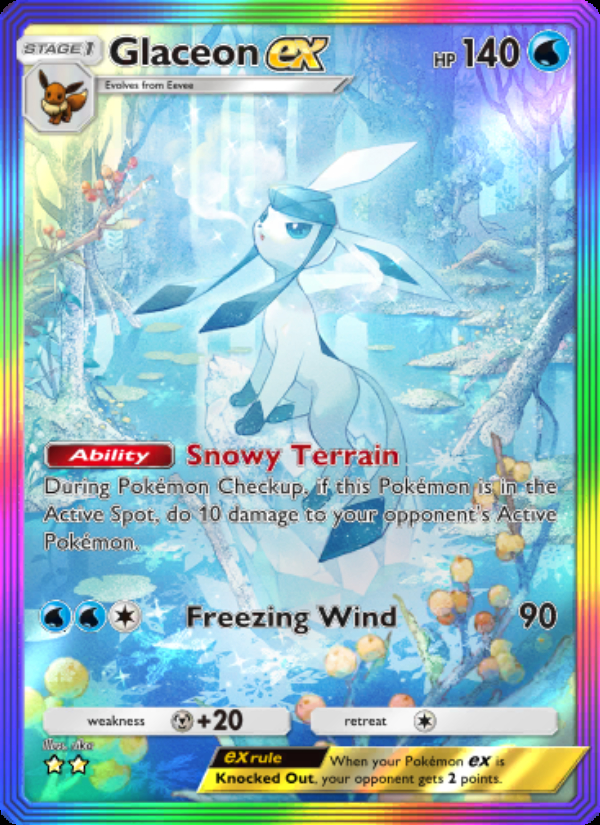 STAGE 1 Glaceon ex HP 140
Evolves from Eevee
Ability Snowy Terrain
During Pokémon Checkup, if this Pokémon is in the
Active Spot, do 10 damage to your opponent's Active
Pokémon.
Freezing Wind 90
weakness +20 retreat
Illus.
ex rule When your Pokémon ex is
Knocked Out, your opponent gets 2 points.